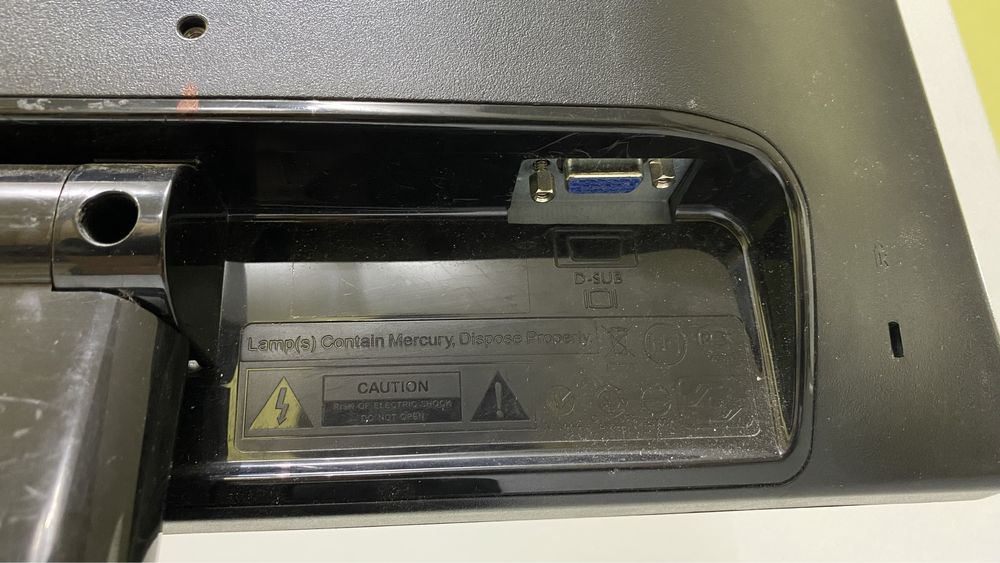 D-SUB
Lamp(s) Contain Mercury, Dispose Properly.
CAUTION
RISK OF ELECTRIC SHOCK
DO NOT OPEN